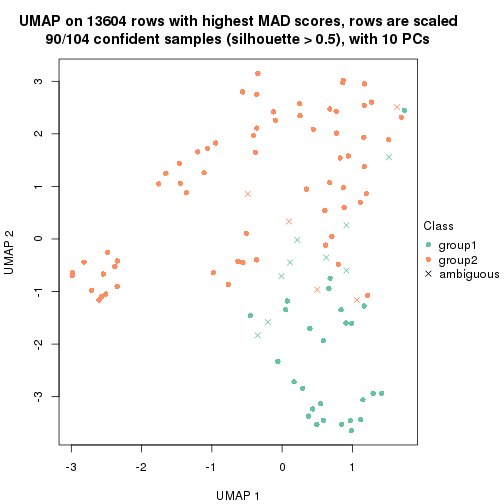 UMAP on 13604 rows with highest MAD scores, rows are scaled
90/104 confident samples (silhouette > 0.5), with 10 PCs
UMAP 2
3
2
1
0
-1
-2
-3
-3
-2
-1
0
1
UMAP 1
Class
group1
group2
ambiguous